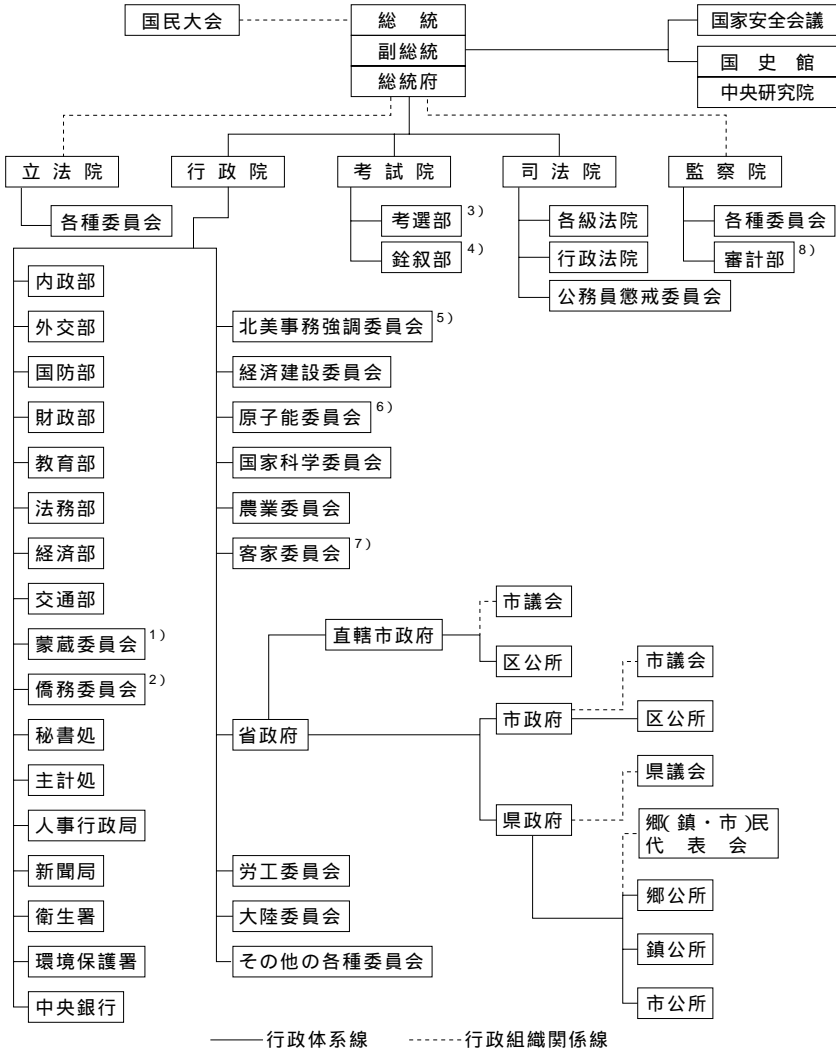 国民大会
総統
副総統
総統府
国家安全会議
国史館
中央研究院
立法院
行政院
考試院
司法院
監察院
各種委員会
考選部 3)
銓叙部 4)
各級法院
行政法院
公務員懲戒委員会
各種委員会
審計部 8)
内政部
外交部
国防部
財政部
教育部
法務部
経済部
交通部
蒙蔵委員会 1)
僑務委員会 2)
秘書処
主計処
人事行政局
新聞局
衛生署
環境保護署
中央銀行
北美事務強調委員会 5)
経済建設委員会
原子能委員会 6)
国家科学委員会
農業委員会
客家委員会 7)
省政府
労工委員会
大陸委員会
その他の各種委員会
直轄市政府
市議会
区公所
市政府
市議会
区公所
県政府
県議会
郷(鎮・市)民
代表会
郷公所
鎮公所
市公所
行政体系線
行政組織関係線